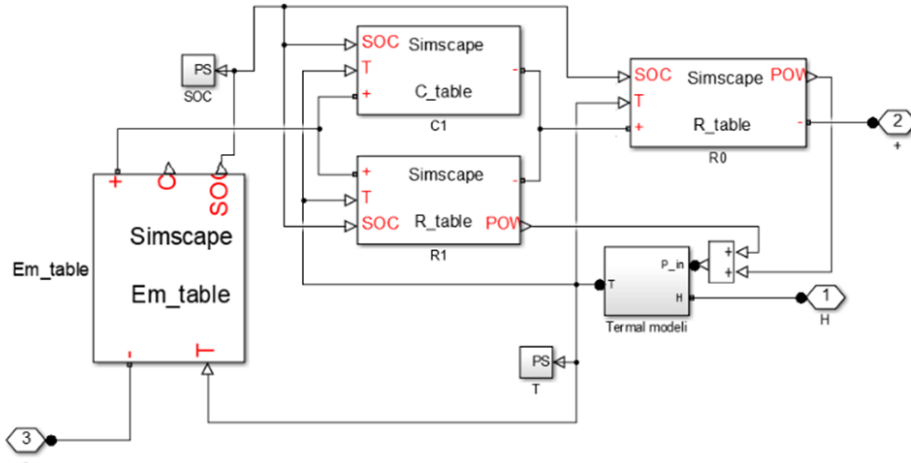 SOC Simscape
T
+ C_table -
C1
PS
SOC
SOC Simscape POW
T
+ R_table -
R0
2
+
+ Simscape -
T
SOC R_table POW
R1
+ SOC
Simscape
Em_table
Em_table
- T
P_in
T
H
Termal modeli
+
+
1
H
PS
T
3